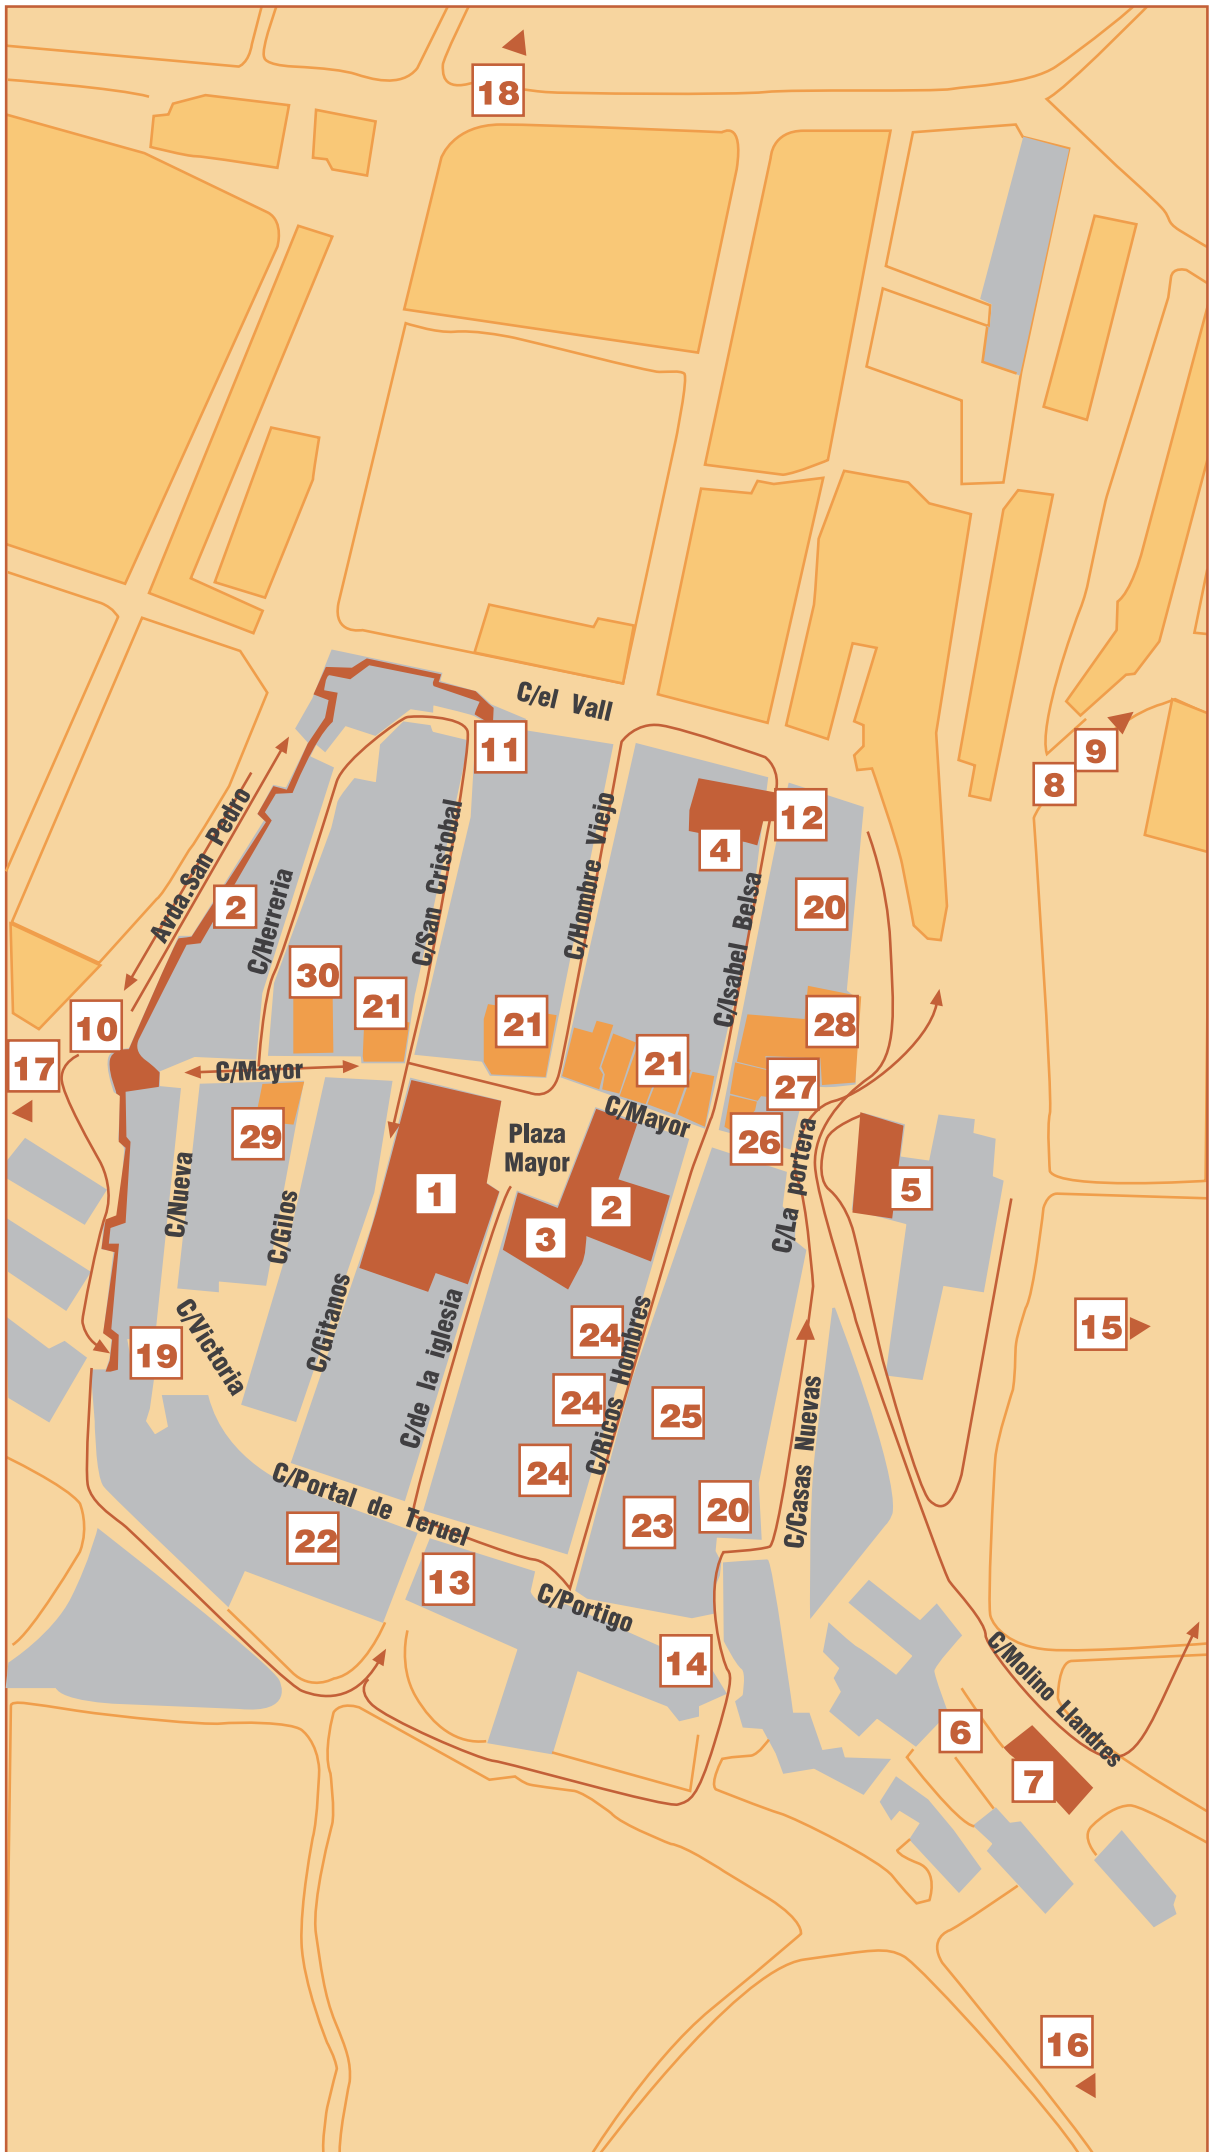 18
C/el Vall
11
9
8
12
4
Avda.San Pedro
2
C/Herreria
C/San Cristobal
C/Hombre Viejo
C/Isabel Belsa
20
30
21
21
28
10
17
C/Mayor
21
27
29
Plaza
Mayor
C/Mayor
26
C/La portera
C/Nueva
C/Gilos
1
2
3
5
19
C/Victoria
C/Gitanos
C/de la iglesia
24
C/Ricos Hombres
15
24
25
C/Casas Nuevas
24
C/Portal de Teruel
22
23
20
13
C/Portigo
14
C/Molino Llandres
6
7
16